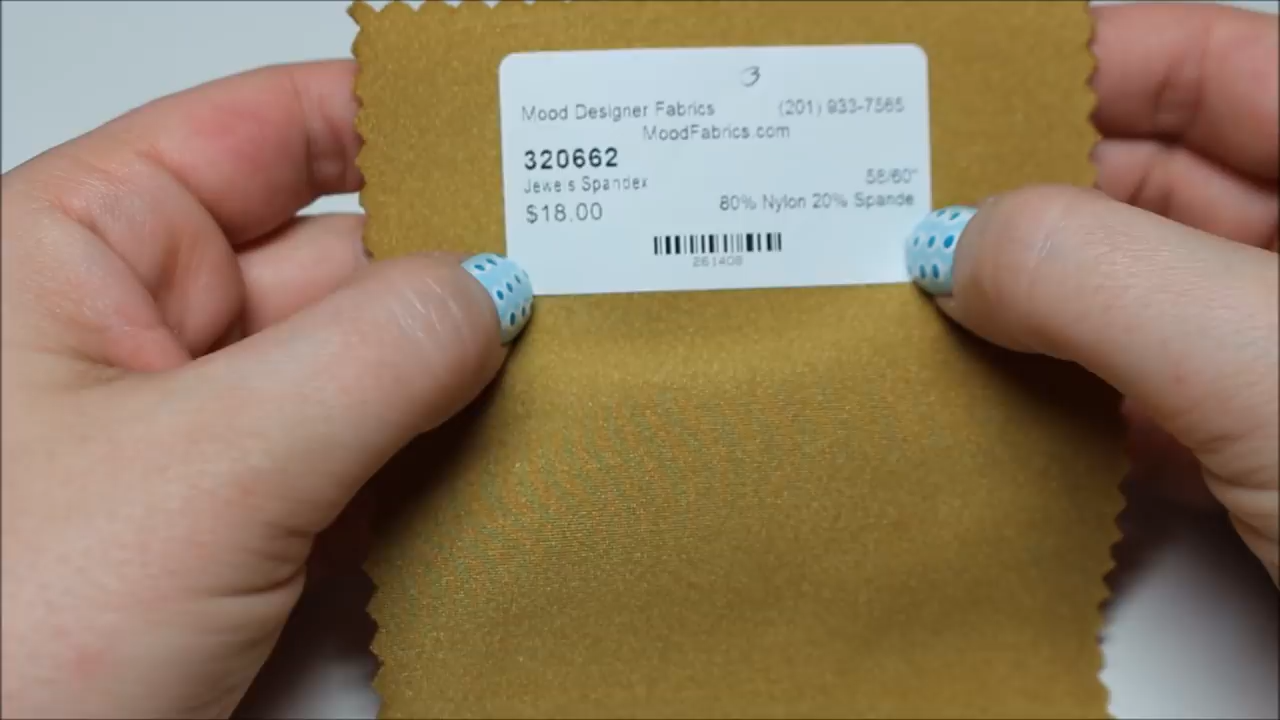 3
Mood Designer Fabrics (201) 933-7565
MoodFabrics.com
320662
Jewels Spandex 58/60"
$18.00 80% Nylon 20% Spande
261408